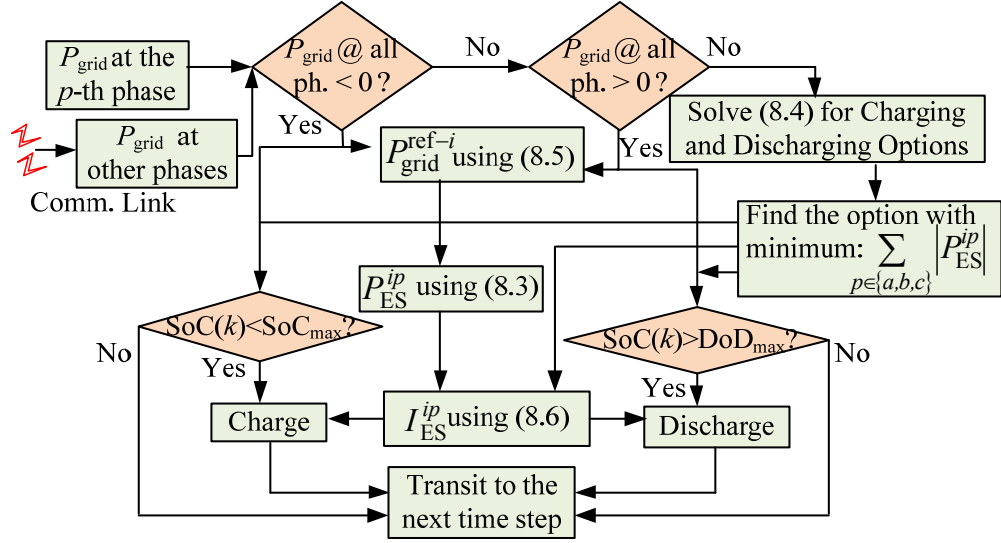 P_grid at the
p-th phase
P_grid @ all
ph. < 0 ?
No
P_grid @ all
ph. > 0 ?
No
Yes
Yes
P_grid at
other phases
Comm. Link
P_grid^ref−i using (8.5)
Solve (8.4) for Charging
and Discharging Options
Find the option with
minimum: ∑_{p∈{a,b,c}} |P_ES^ip|
P_ES^ip using (8.3)
SoC(k)<SoC_max?
No
Yes
SoC(k)>DoD_max?
No
Yes
Charge
I_ES^ip using (8.6)
Discharge
Transit to the
next time step